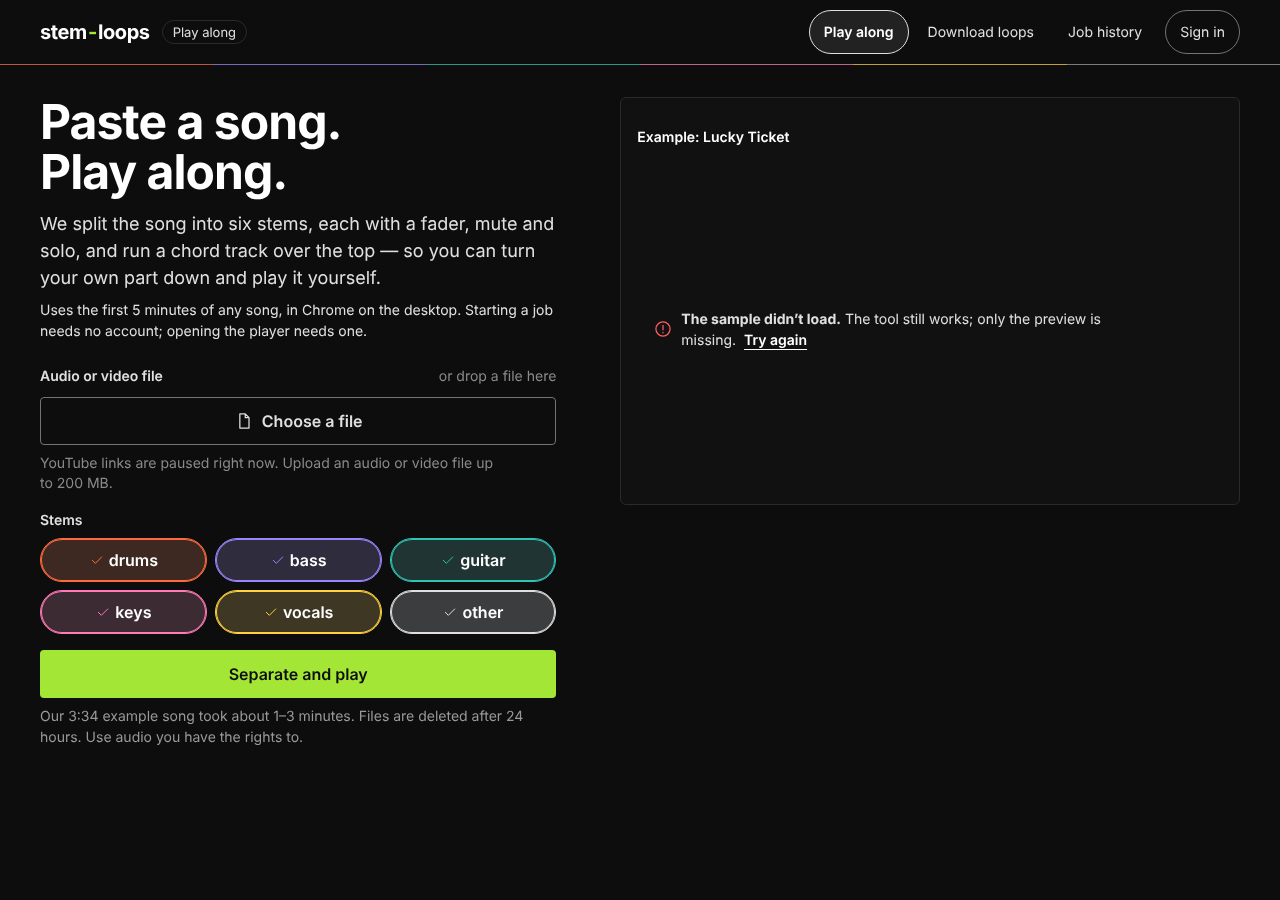 stem-loops
Play along
Play along
Download loops
Job history
Sign in
Paste a song.
Play along.
We split the song into six stems, each with a fader, mute and
solo, and run a chord track over the top — so you can turn
your own part down and play it yourself.
Uses the first 5 minutes of any song, in Chrome on the desktop. Starting a job
needs no account; opening the player needs one.
Audio or video file
or drop a file here
Choose a file
YouTube links are paused right now. Upload an audio or video file up
to 200 MB.
Stems
drums
bass
guitar
keys
vocals
other
Separate and play
Our 3:34 example song took about 1–3 minutes. Files are deleted after 24
hours. Use audio you have the rights to.
Example: Lucky Ticket
The sample didn’t load. The tool still works; only the preview is
missing. Try again